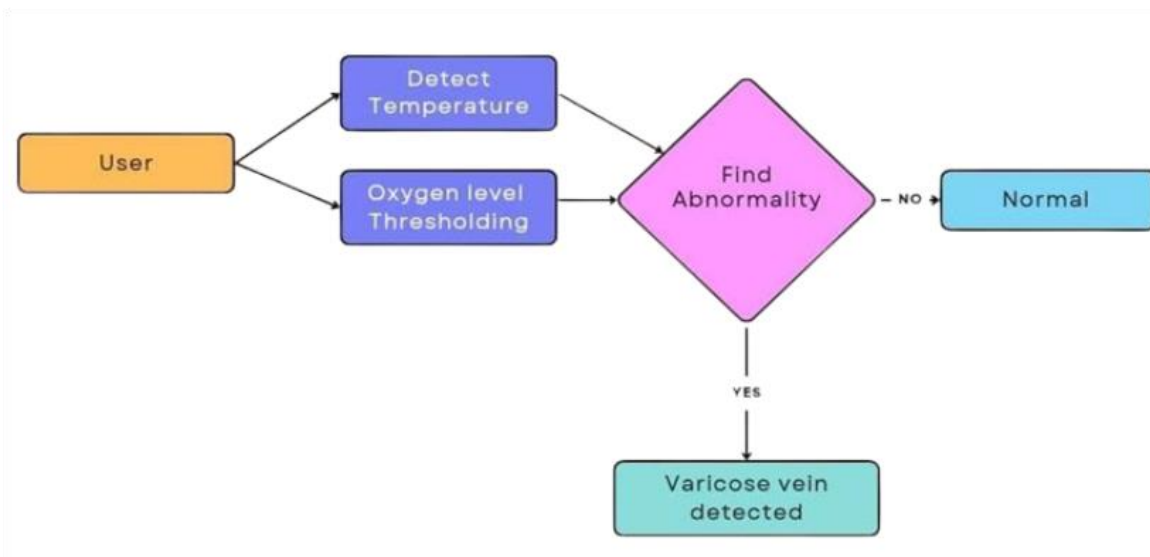 User
Detect
Temperature
Oxygen level
Thresholding
Find
Abnormality
NO
Normal
YES
Varicose vein
detected